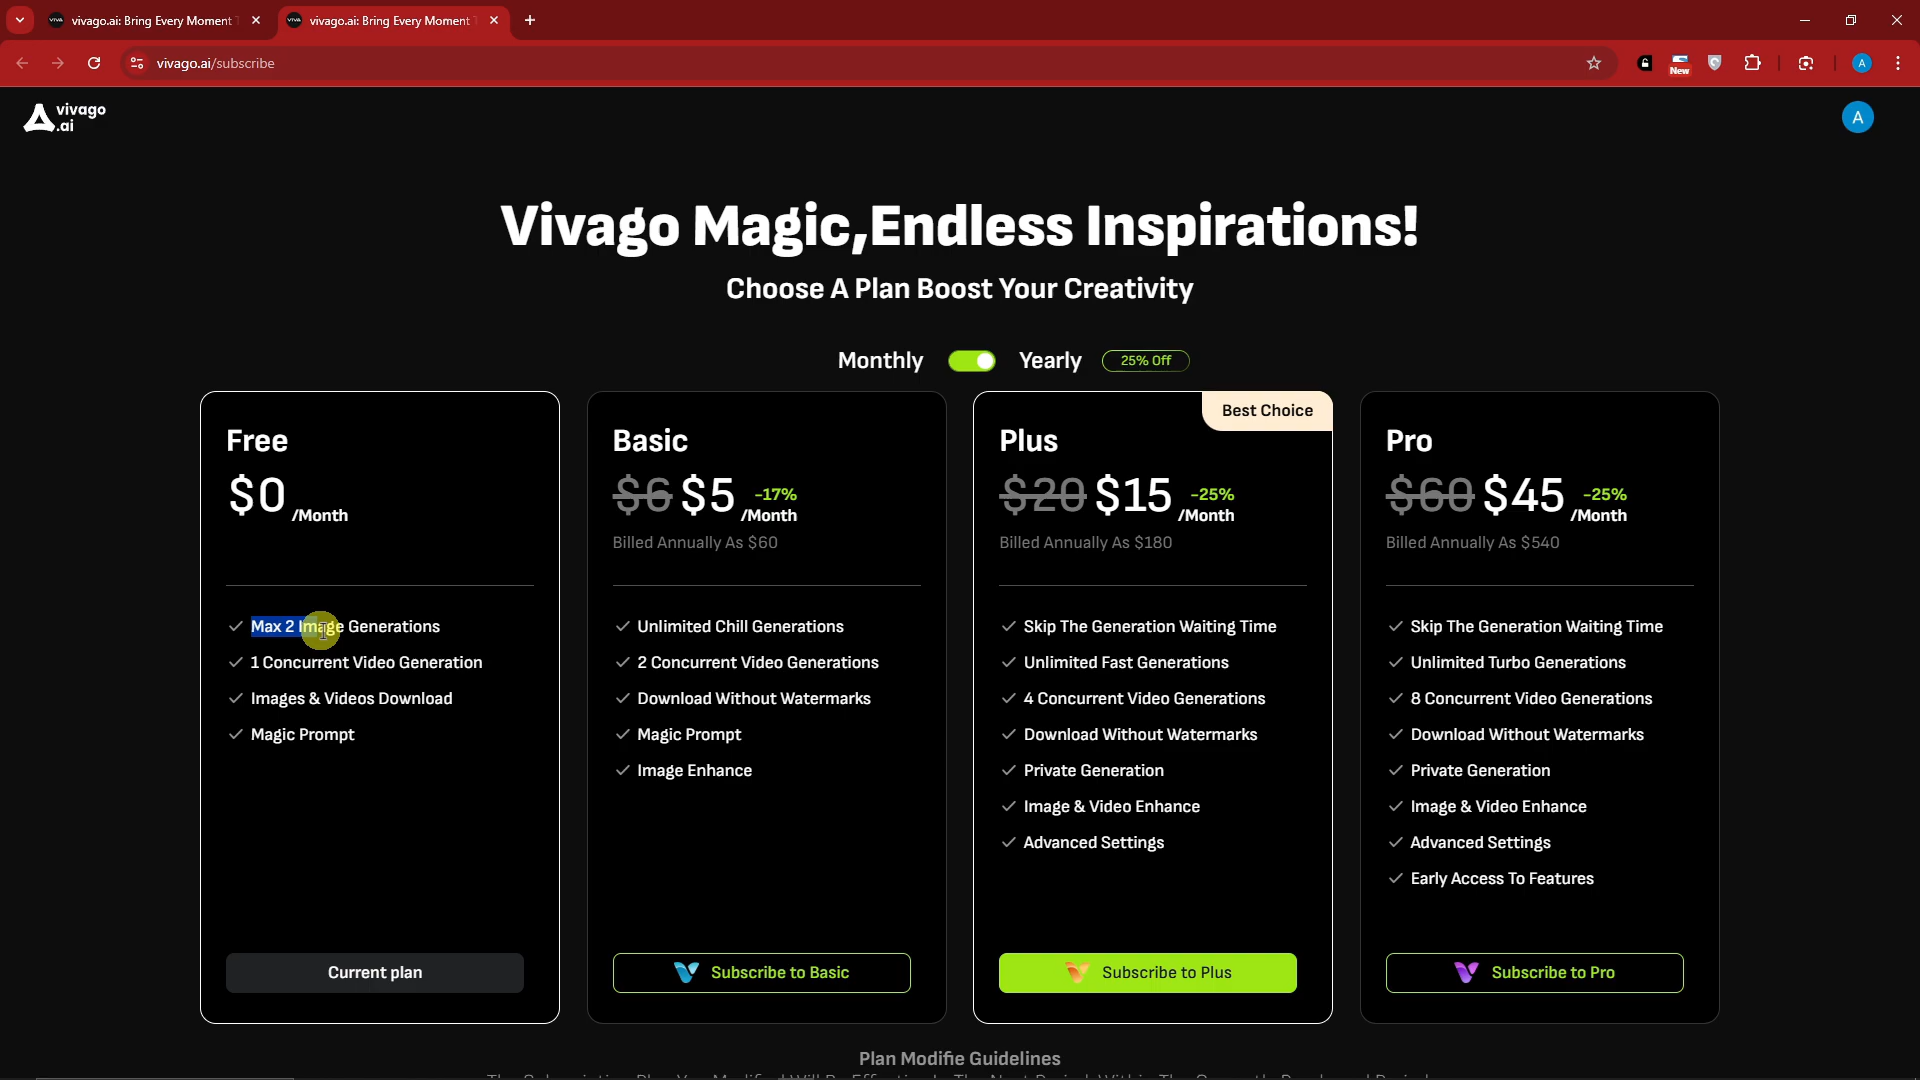 vivago.ai: Bring Every Moment
vivago.ai: Bring Every Moment
vivago.ai/subscribe
New
A
vivago
.ai
A
Vivago Magic,Endless Inspirations!
Choose A Plan Boost Your Creativity
Monthly
Yearly
25% Off
Free
$0 /Month
Max 2 Image Generations
1 Concurrent Video Generation
Images & Videos Download
Magic Prompt
Current plan
Basic
$6 $5 -17% /Month
Billed Annually As $60
Unlimited Chill Generations
2 Concurrent Video Generations
Download Without Watermarks
Magic Prompt
Image Enhance
Subscribe to Basic
Best Choice
Plus
$20 $15 -25% /Month
Billed Annually As $180
Skip The Generation Waiting Time
Unlimited Fast Generations
4 Concurrent Video Generations
Download Without Watermarks
Private Generation
Image & Video Enhance
Advanced Settings
Subscribe to Plus
Pro
$60 $45 -25% /Month
Billed Annually As $540
Skip The Generation Waiting Time
Unlimited Turbo Generations
8 Concurrent Video Generations
Download Without Watermarks
Private Generation
Image & Video Enhance
Advanced Settings
Early Access To Features
Subscribe to Pro
Plan Modifie Guidelines